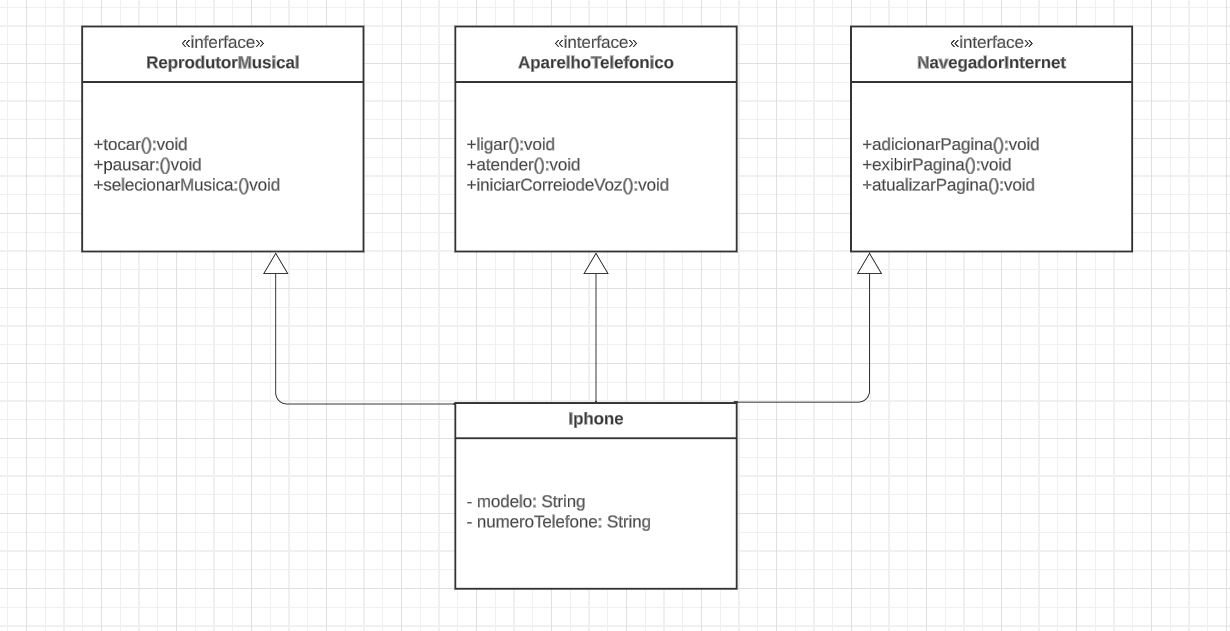 «inferface»
ReprodutorMusical
+tocar():void
+pausar:()void
+selecionarMusica:()void
«interface»
AparelhoTelefonico
+ligar():void
+atender():void
+iniciarCorreiodeVoz():void
«interface»
NavegadorInternet
+adicionarPagina():void
+exibirPagina():void
+atualizarPagina():void
Iphone
- modelo: String
- numeroTelefone: String